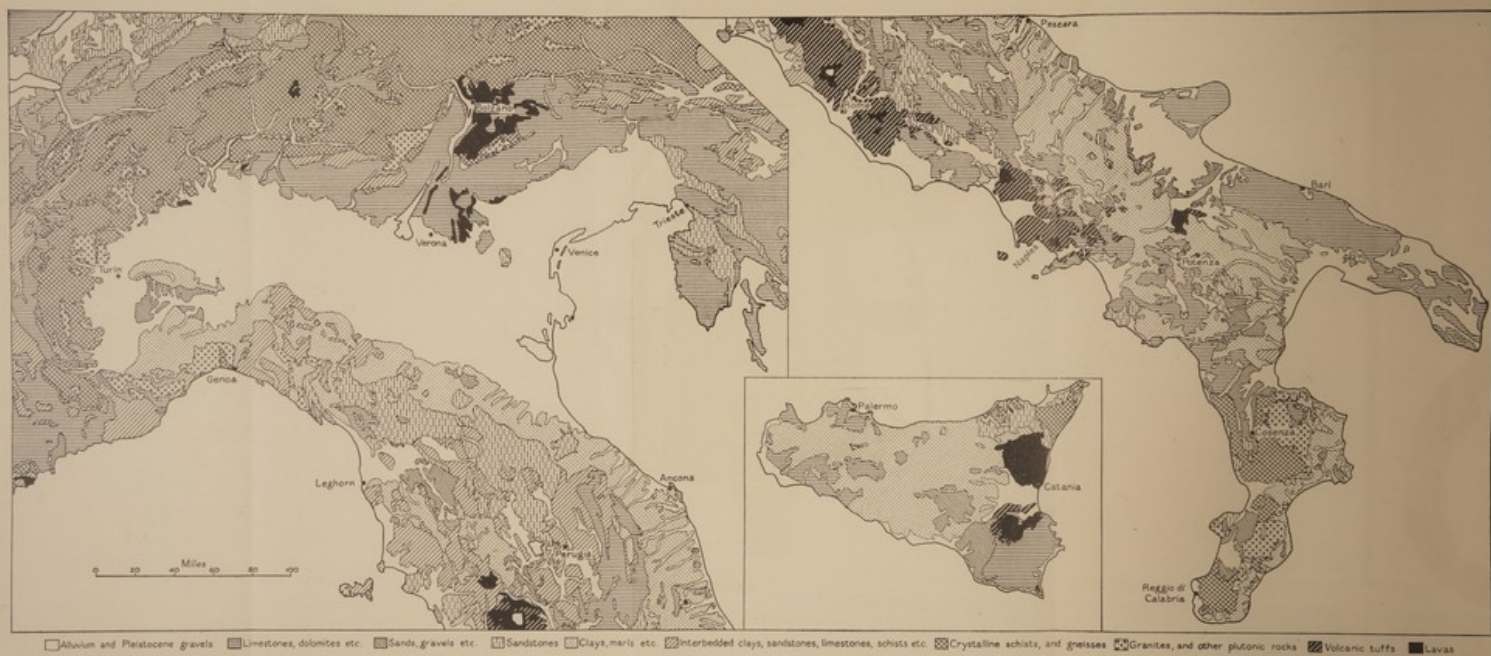 Pescara
Bari
Verona
Venice
Trieste
Turin
Naples
Potenza
Genoa
Palermo
Cosenza
Leghorn
Ancona
Catania
Perugia
Miles
0 20 40 60 80 100
Reggio di
Calabria
Alluvium and Pleistocene gravels Limestones, dolomites etc. Sands, gravels etc. Sandstones Clays, marls etc. Interbedded clays, sandstones, limestones, schists etc. Crystalline schists, and gneisses Granites, and other plutonic rocks Volcanic tuffs Lavas